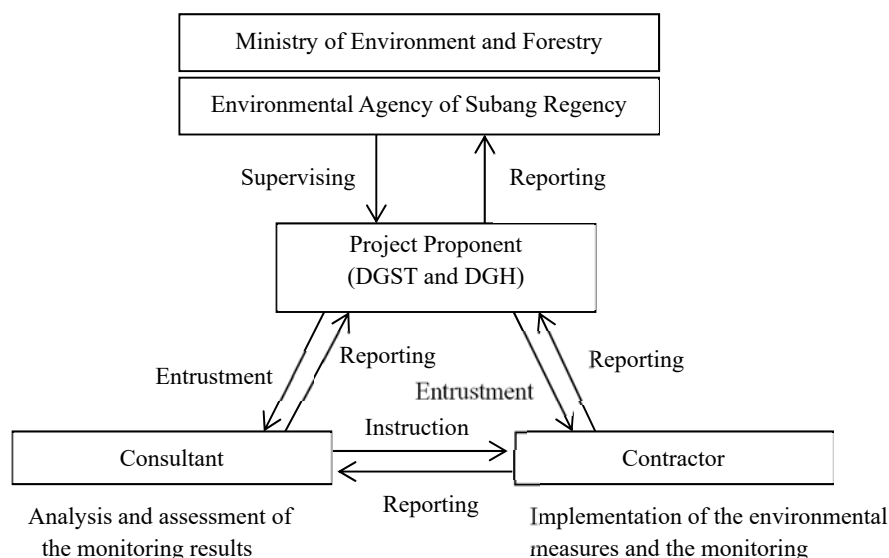 Ministry of Environment and Forestry
Environmental Agency of Subang Regency
Supervising
Reporting
Project Proponent
(DGST and DGH)
Entrustment
Reporting
Entrustment
Reporting
Consultant
Instruction
Reporting
Contractor
Analysis and assessment of
the monitoring results
Implementation of the environmental
measures and the monitoring